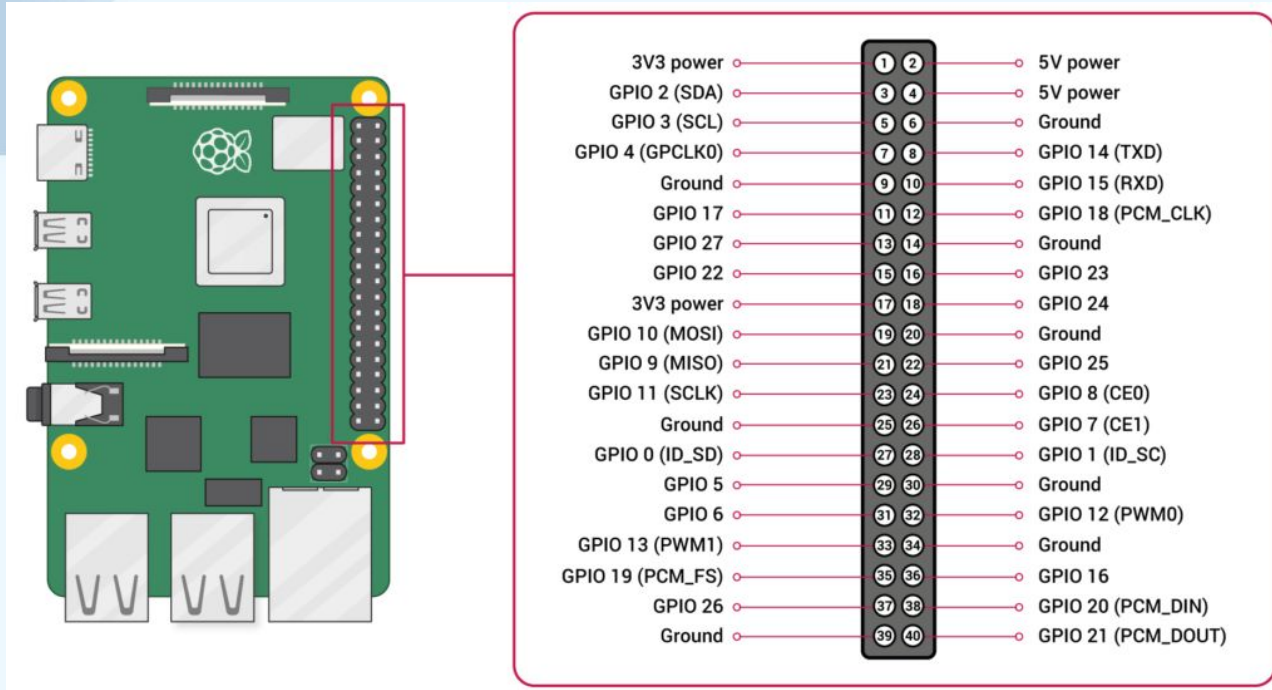 3V3 power 1 2 5V power
GPIO 2 (SDA) 3 4 5V power
GPIO 3 (SCL) 5 6 Ground
GPIO 4 (GPCLK0) 7 8 GPIO 14 (TXD)
Ground 9 10 GPIO 15 (RXD)
GPIO 17 11 12 GPIO 18 (PCM_CLK)
GPIO 27 13 14 Ground
GPIO 22 15 16 GPIO 23
3V3 power 17 18 GPIO 24
GPIO 10 (MOSI) 19 20 Ground
GPIO 9 (MISO) 21 22 GPIO 25
GPIO 11 (SCLK) 23 24 GPIO 8 (CE0)
Ground 25 26 GPIO 7 (CE1)
GPIO 0 (ID_SD) 27 28 GPIO 1 (ID_SC)
GPIO 5 29 30 Ground
GPIO 6 31 32 GPIO 12 (PWM0)
GPIO 13 (PWM1) 33 34 Ground
GPIO 19 (PCM_FS) 35 36 GPIO 16
GPIO 26 37 38 GPIO 20 (PCM_DIN)
Ground 39 40 GPIO 21 (PCM_DOUT)